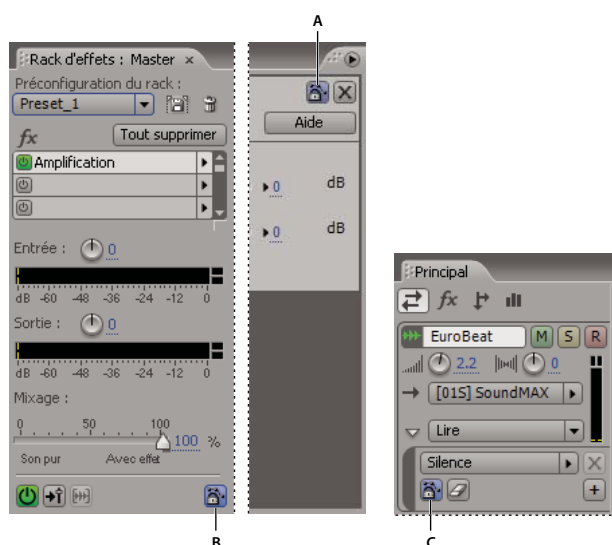 A
Rack d'effets : Master ×
Préconfiguration du rack :
Preset_1
fx Tout supprimer
Amplification
Entrée : 0
dB -60 -48 -36 -24 -12 0
Sortie : 0
dB -60 -48 -36 -24 -12 0
Mixage :
0 50 100
100 %
Son pur Avec effet
B
Aide
0 dB
0 dB
Principal
fx
EuroBeat M S R
2.2 0
[01S] SoundMAX
Lire
Silence
C